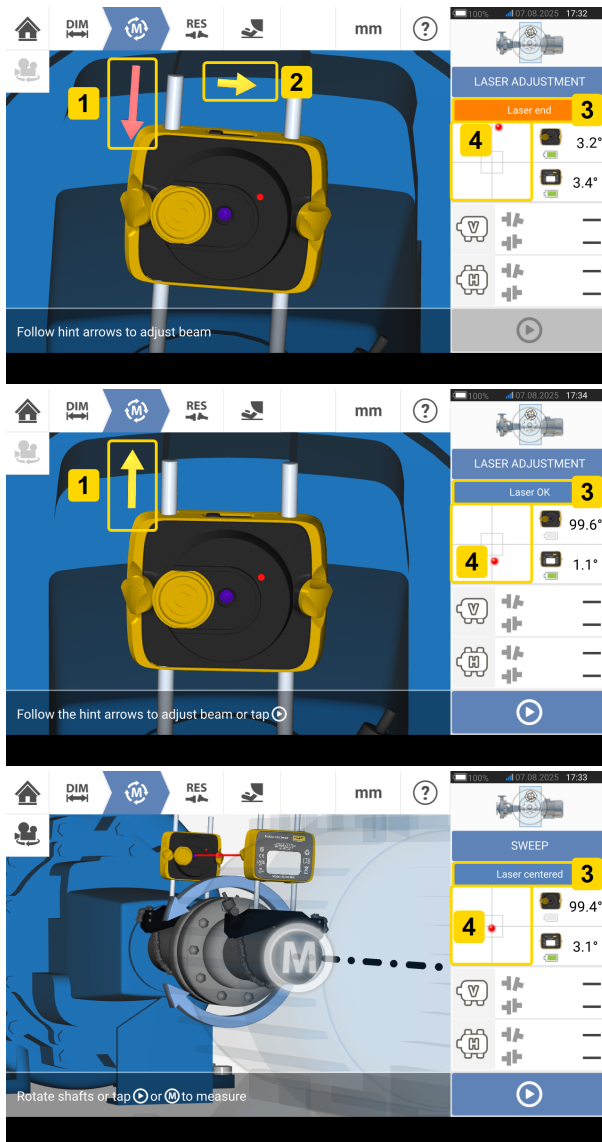 DIM
M
RES
mm
?
100% 07.08.2025 17:32
LASER ADJUSTMENT
Laser end
3
1
2
4
3.2°
3.4°
V
H
Follow hint arrows to adjust beam
DIM
M
RES
mm
?
100% 07.08.2025 17:34
LASER ADJUSTMENT
Laser OK
3
1
4
99.6°
1.1°
V
H
Follow the hint arrows to adjust beam or tap
DIM
M
RES
mm
?
100% 07.08.2025 17:33
SWEEP
Laser centered
3
4
99.4°
3.1°
M
V
H
Rotate shafts or tap or M to measure